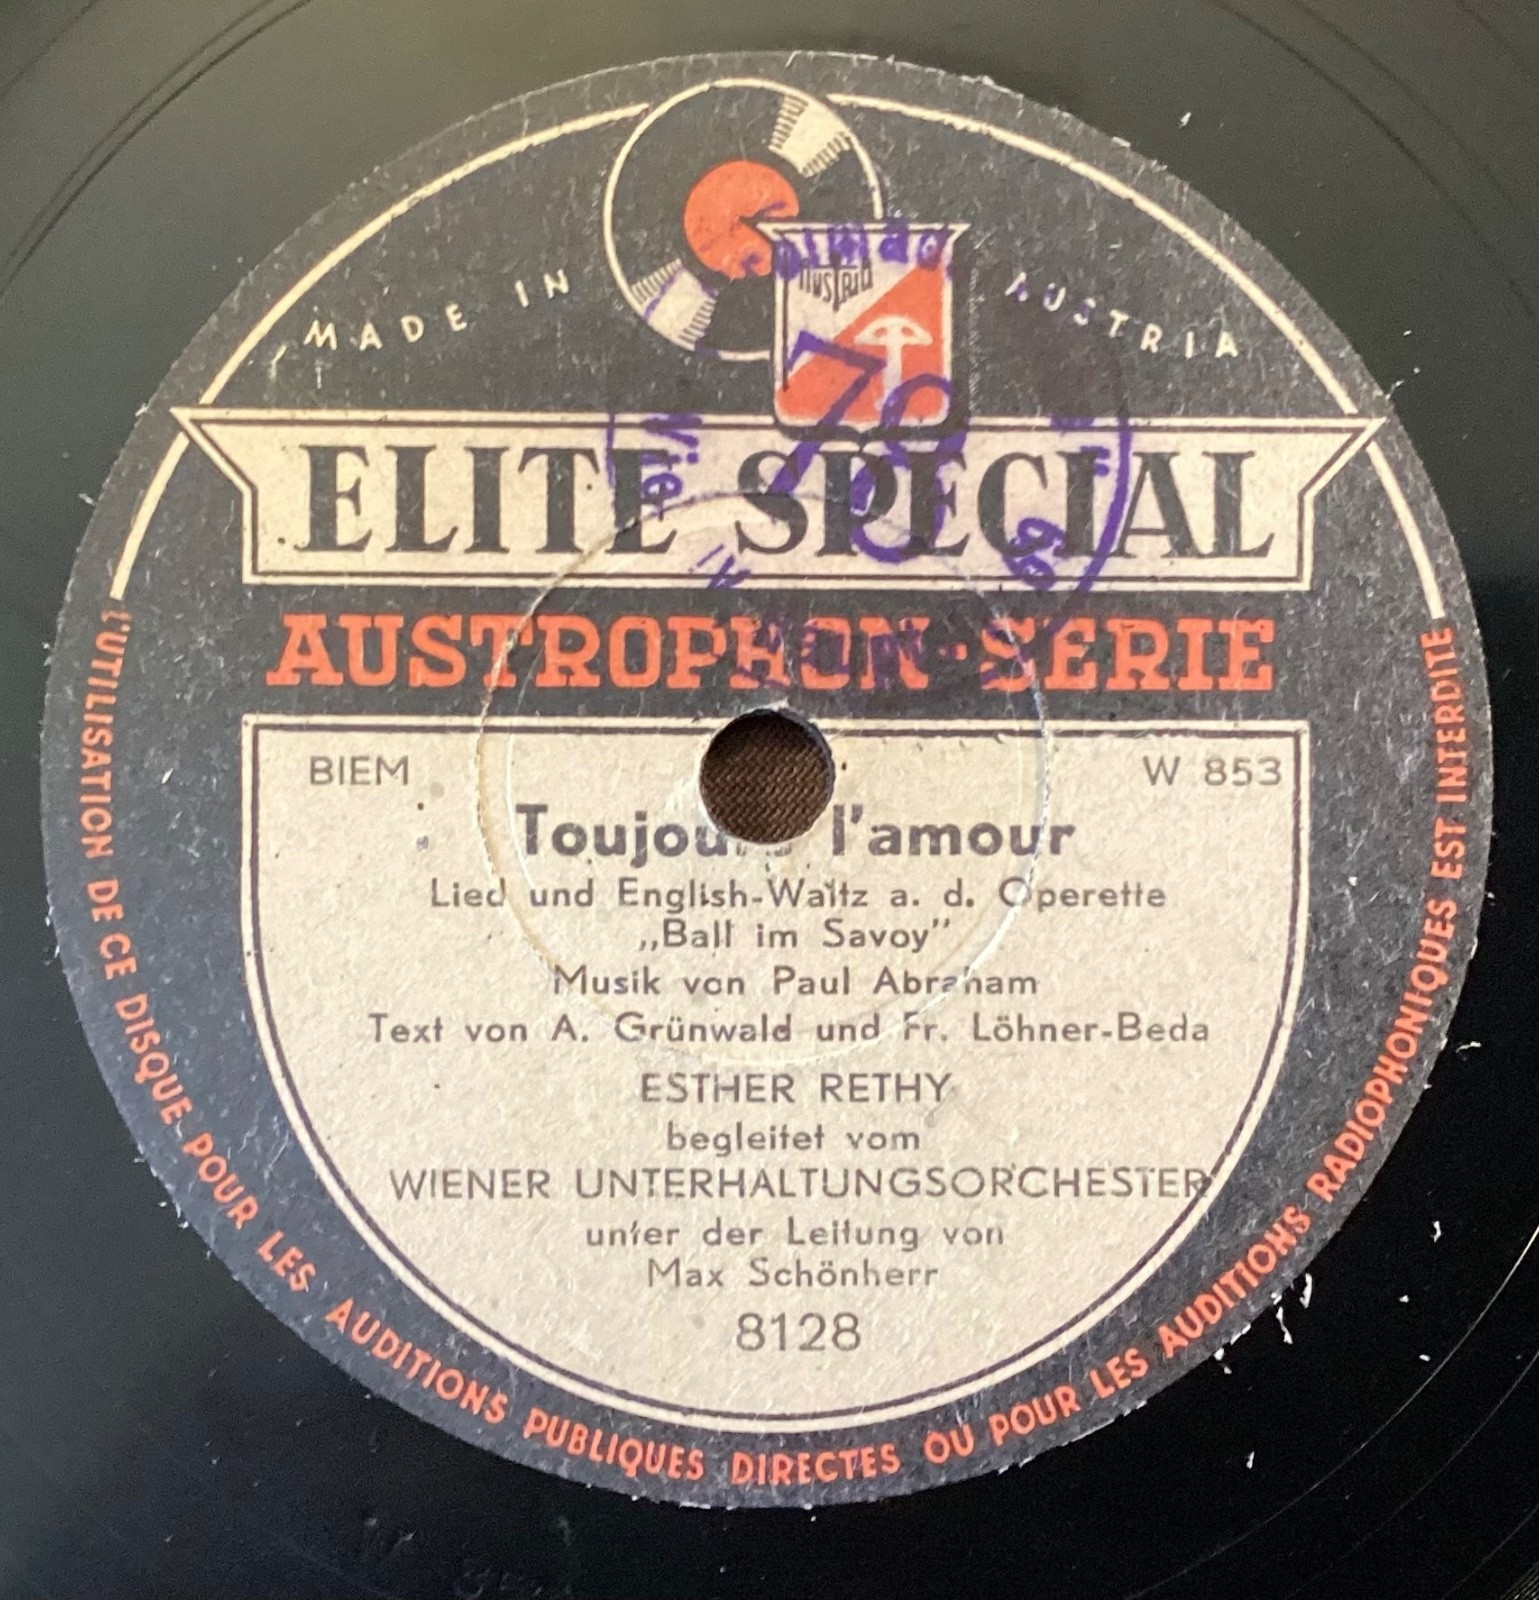 MADE IN AUSTRIA
AUSTRIA
78
ELITE SPECIAL
AUSTROPHON-SERIE
BIEM W 853
Toujours l'amour
Lied und English-Waltz a. d. Operette
„Ball im Savoy"
Musik von Paul Abraham
Text von A. Grünwald und Fr. Löhner-Beda
ESTHER RETHY
begleitet vom
WIENER UNTERHALTUNGSORCHESTER
unter der Leitung von
Max Schönherr
8128
L'UTILISATION DE CE DISQUE POUR LES AUDITIONS PUBLIQUES DIRECTES OU POUR LES AUDITIONS RADIOPHONIQUES EST INTERDITE